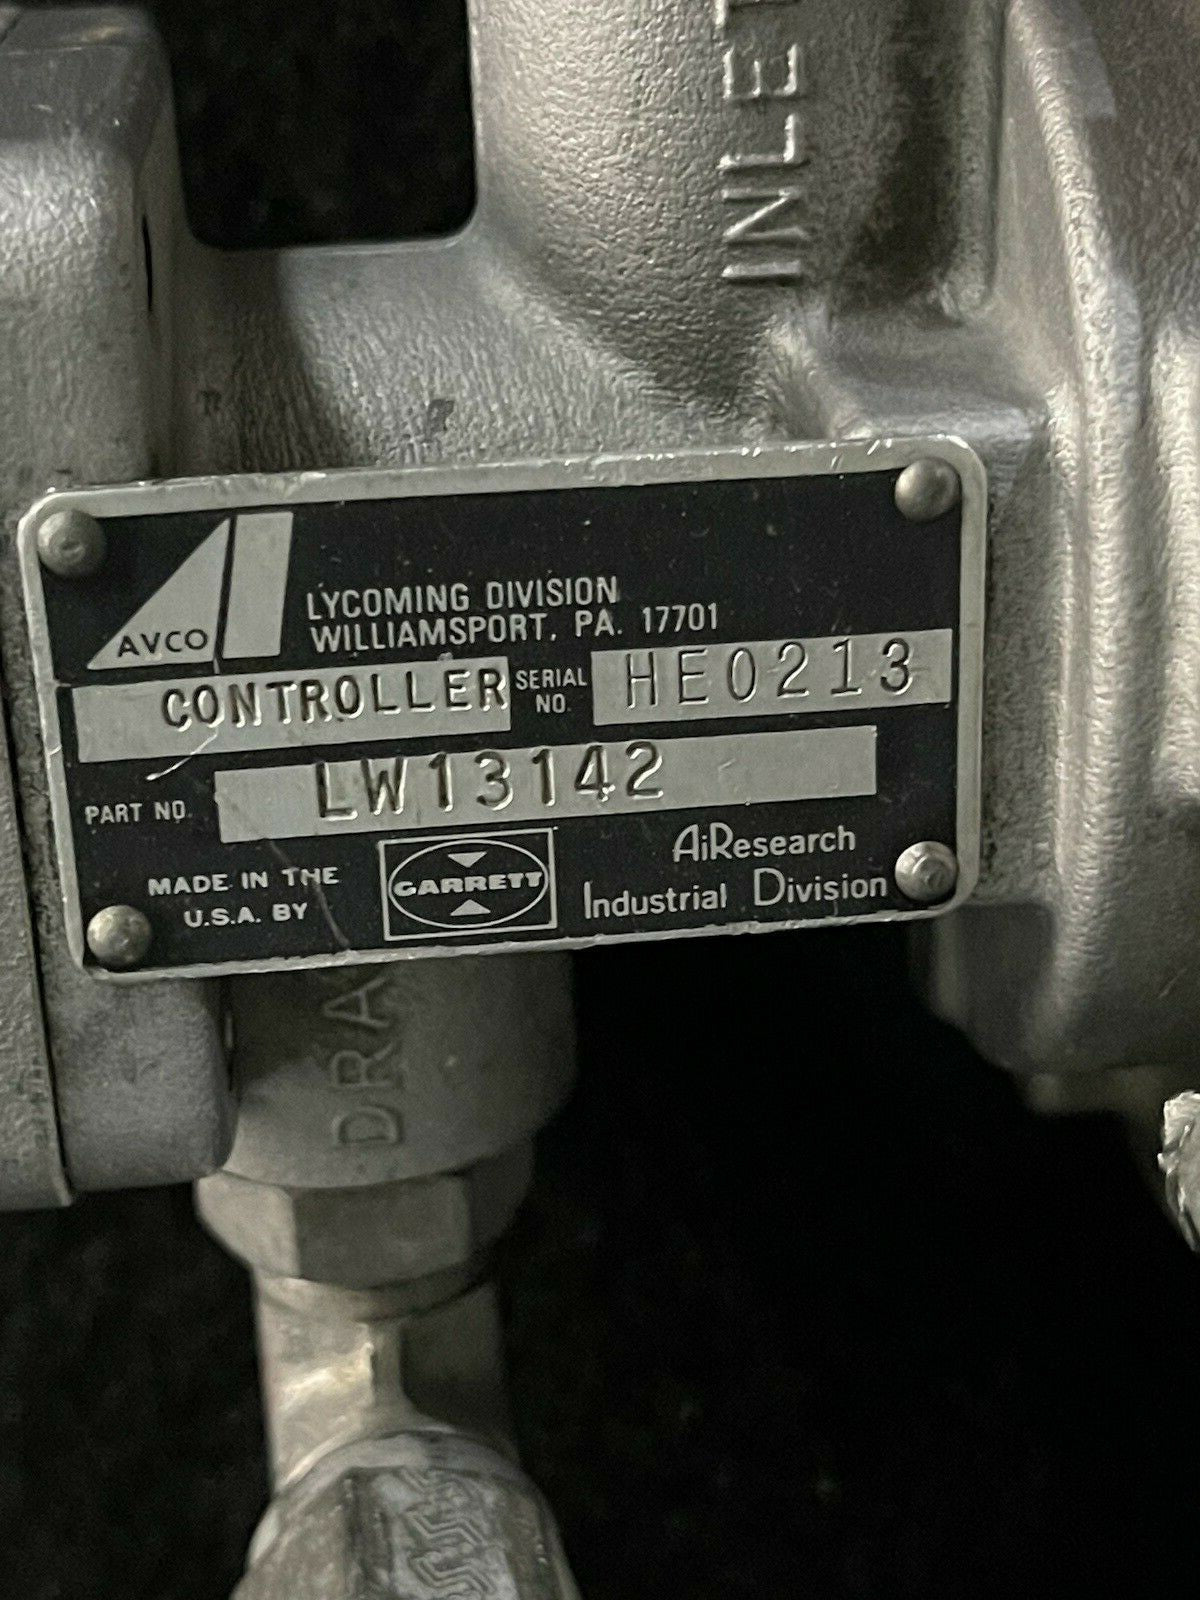 INLET
AVCO
LYCOMING DIVISION
WILLIAMSPORT, PA. 17701
CONTROLLER SERIAL NO. HE0213
PART NO. LW13142
MADE IN THE
U.S.A. BY
GARRETT
AiResearch
Industrial Division